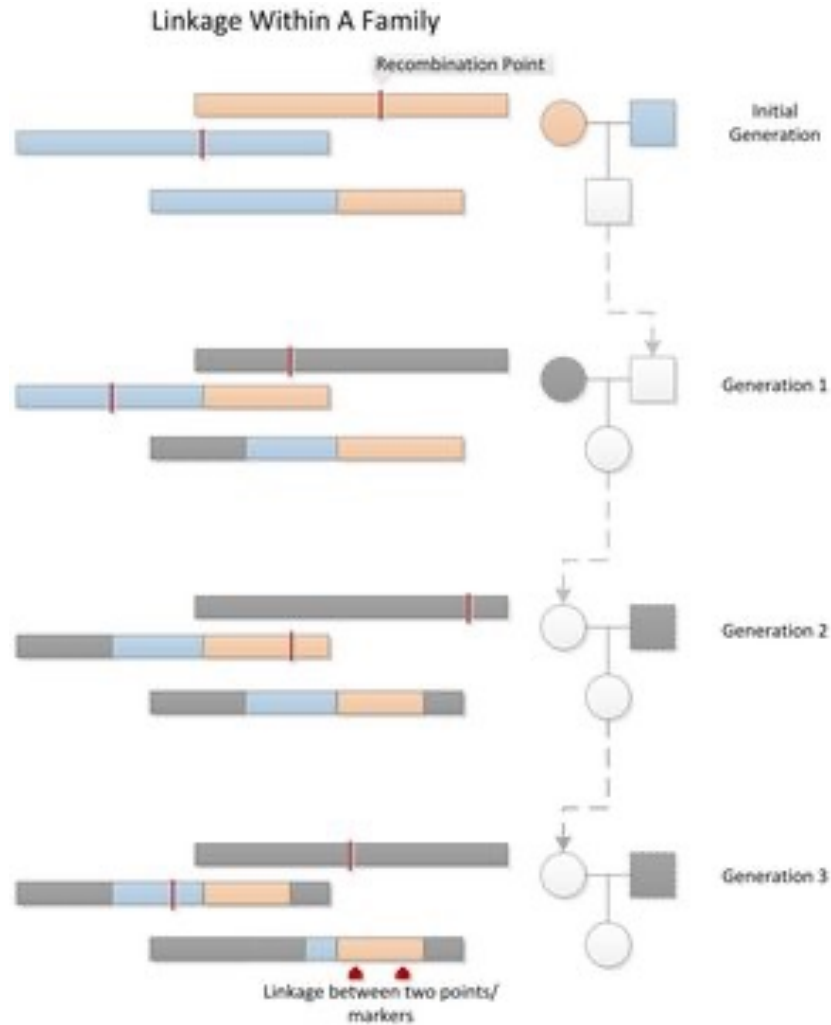 Linkage Within A Family
Recombination Point
Initial
Generation
Generation 1
Generation 2
Generation 3
Linkage between two points/
markers